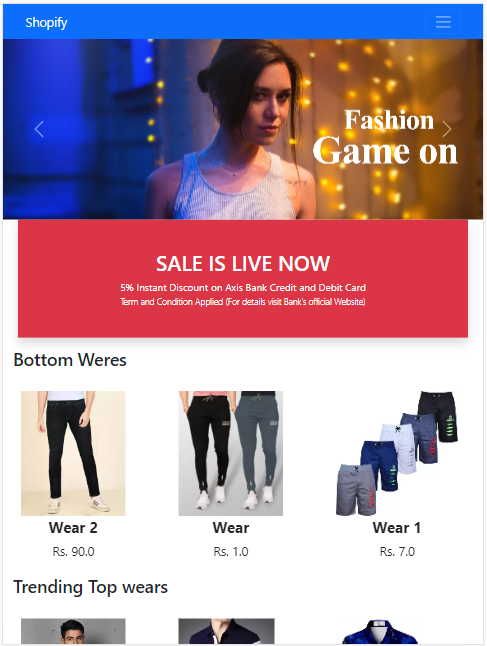 Shopify
Fashion
Game on
SALE IS LIVE NOW
5% Instant Discount on Axis Bank Credit and Debit Card
Term and Condition Applied (For details visit Bank's official Website)
Bottom Weres
Wear 2
Wear
Wear 1
Rs. 90.0
Rs. 1.0
Rs. 7.0
Trending Top wears